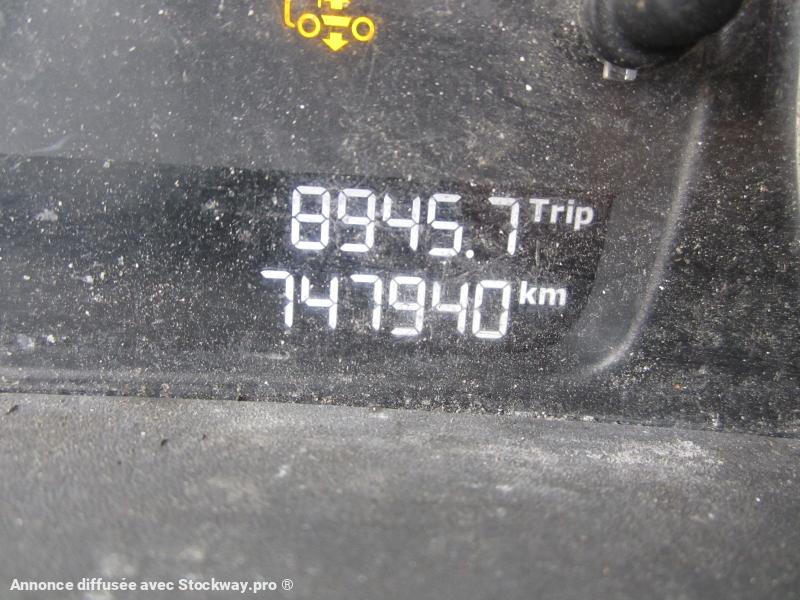 8945.7 Trip
747940 km
Annonce diffusée avec Stockway.pro ®